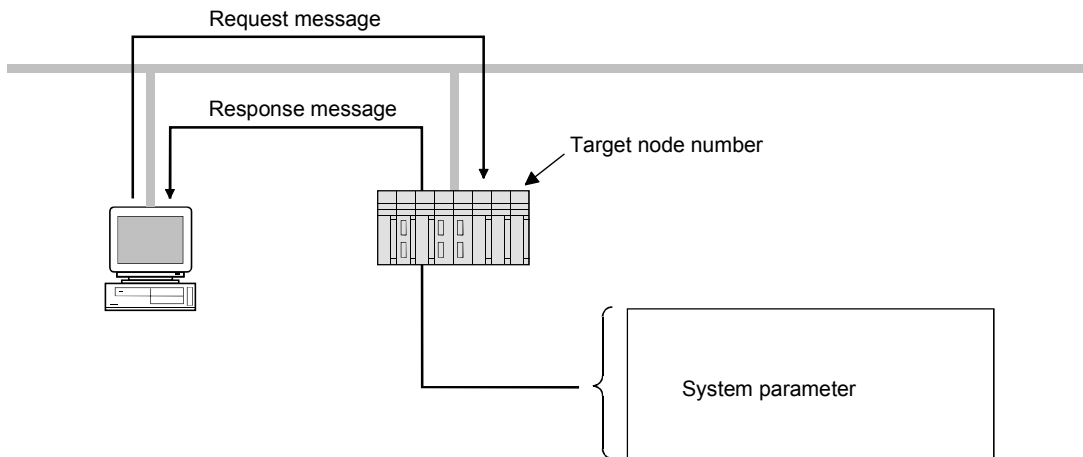 Request message
Response message
Target node number
System parameter